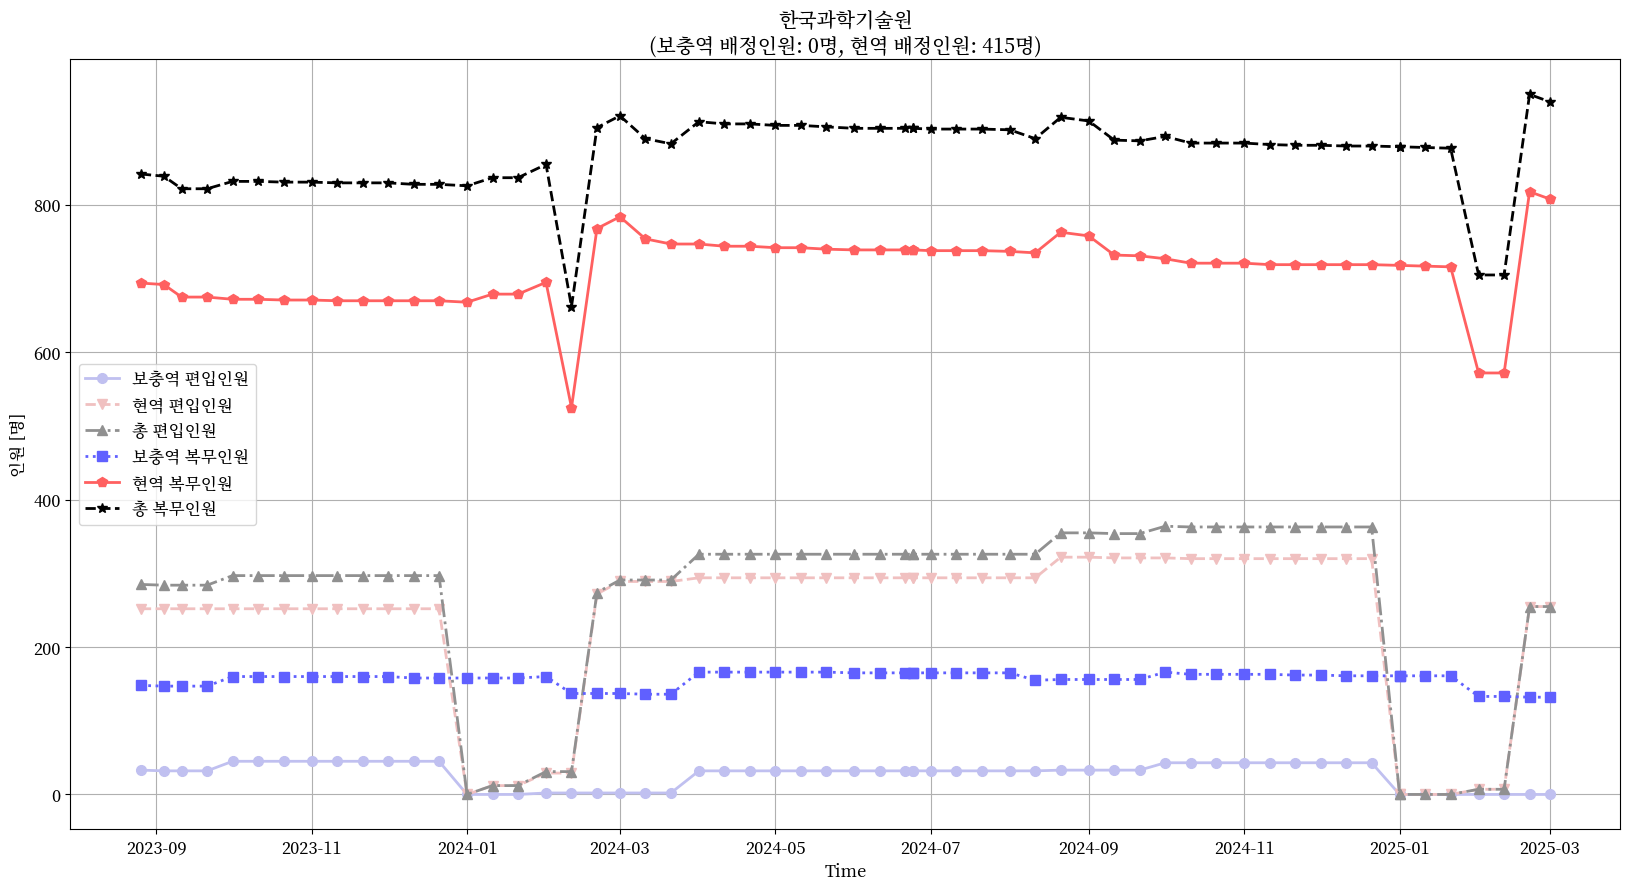 한국과학기술원
(보충역 배정인원: 0명, 현역 배정인원: 415명)
인원 [명]
800
600
400
200
0
보충역 편입인원
현역 편입인원
총 편입인원
보충역 복무인원
현역 복무인원
총 복무인원
2023-09
2023-11
2024-01
2024-03
2024-05
2024-07
2024-09
2024-11
2025-01
2025-03
Time